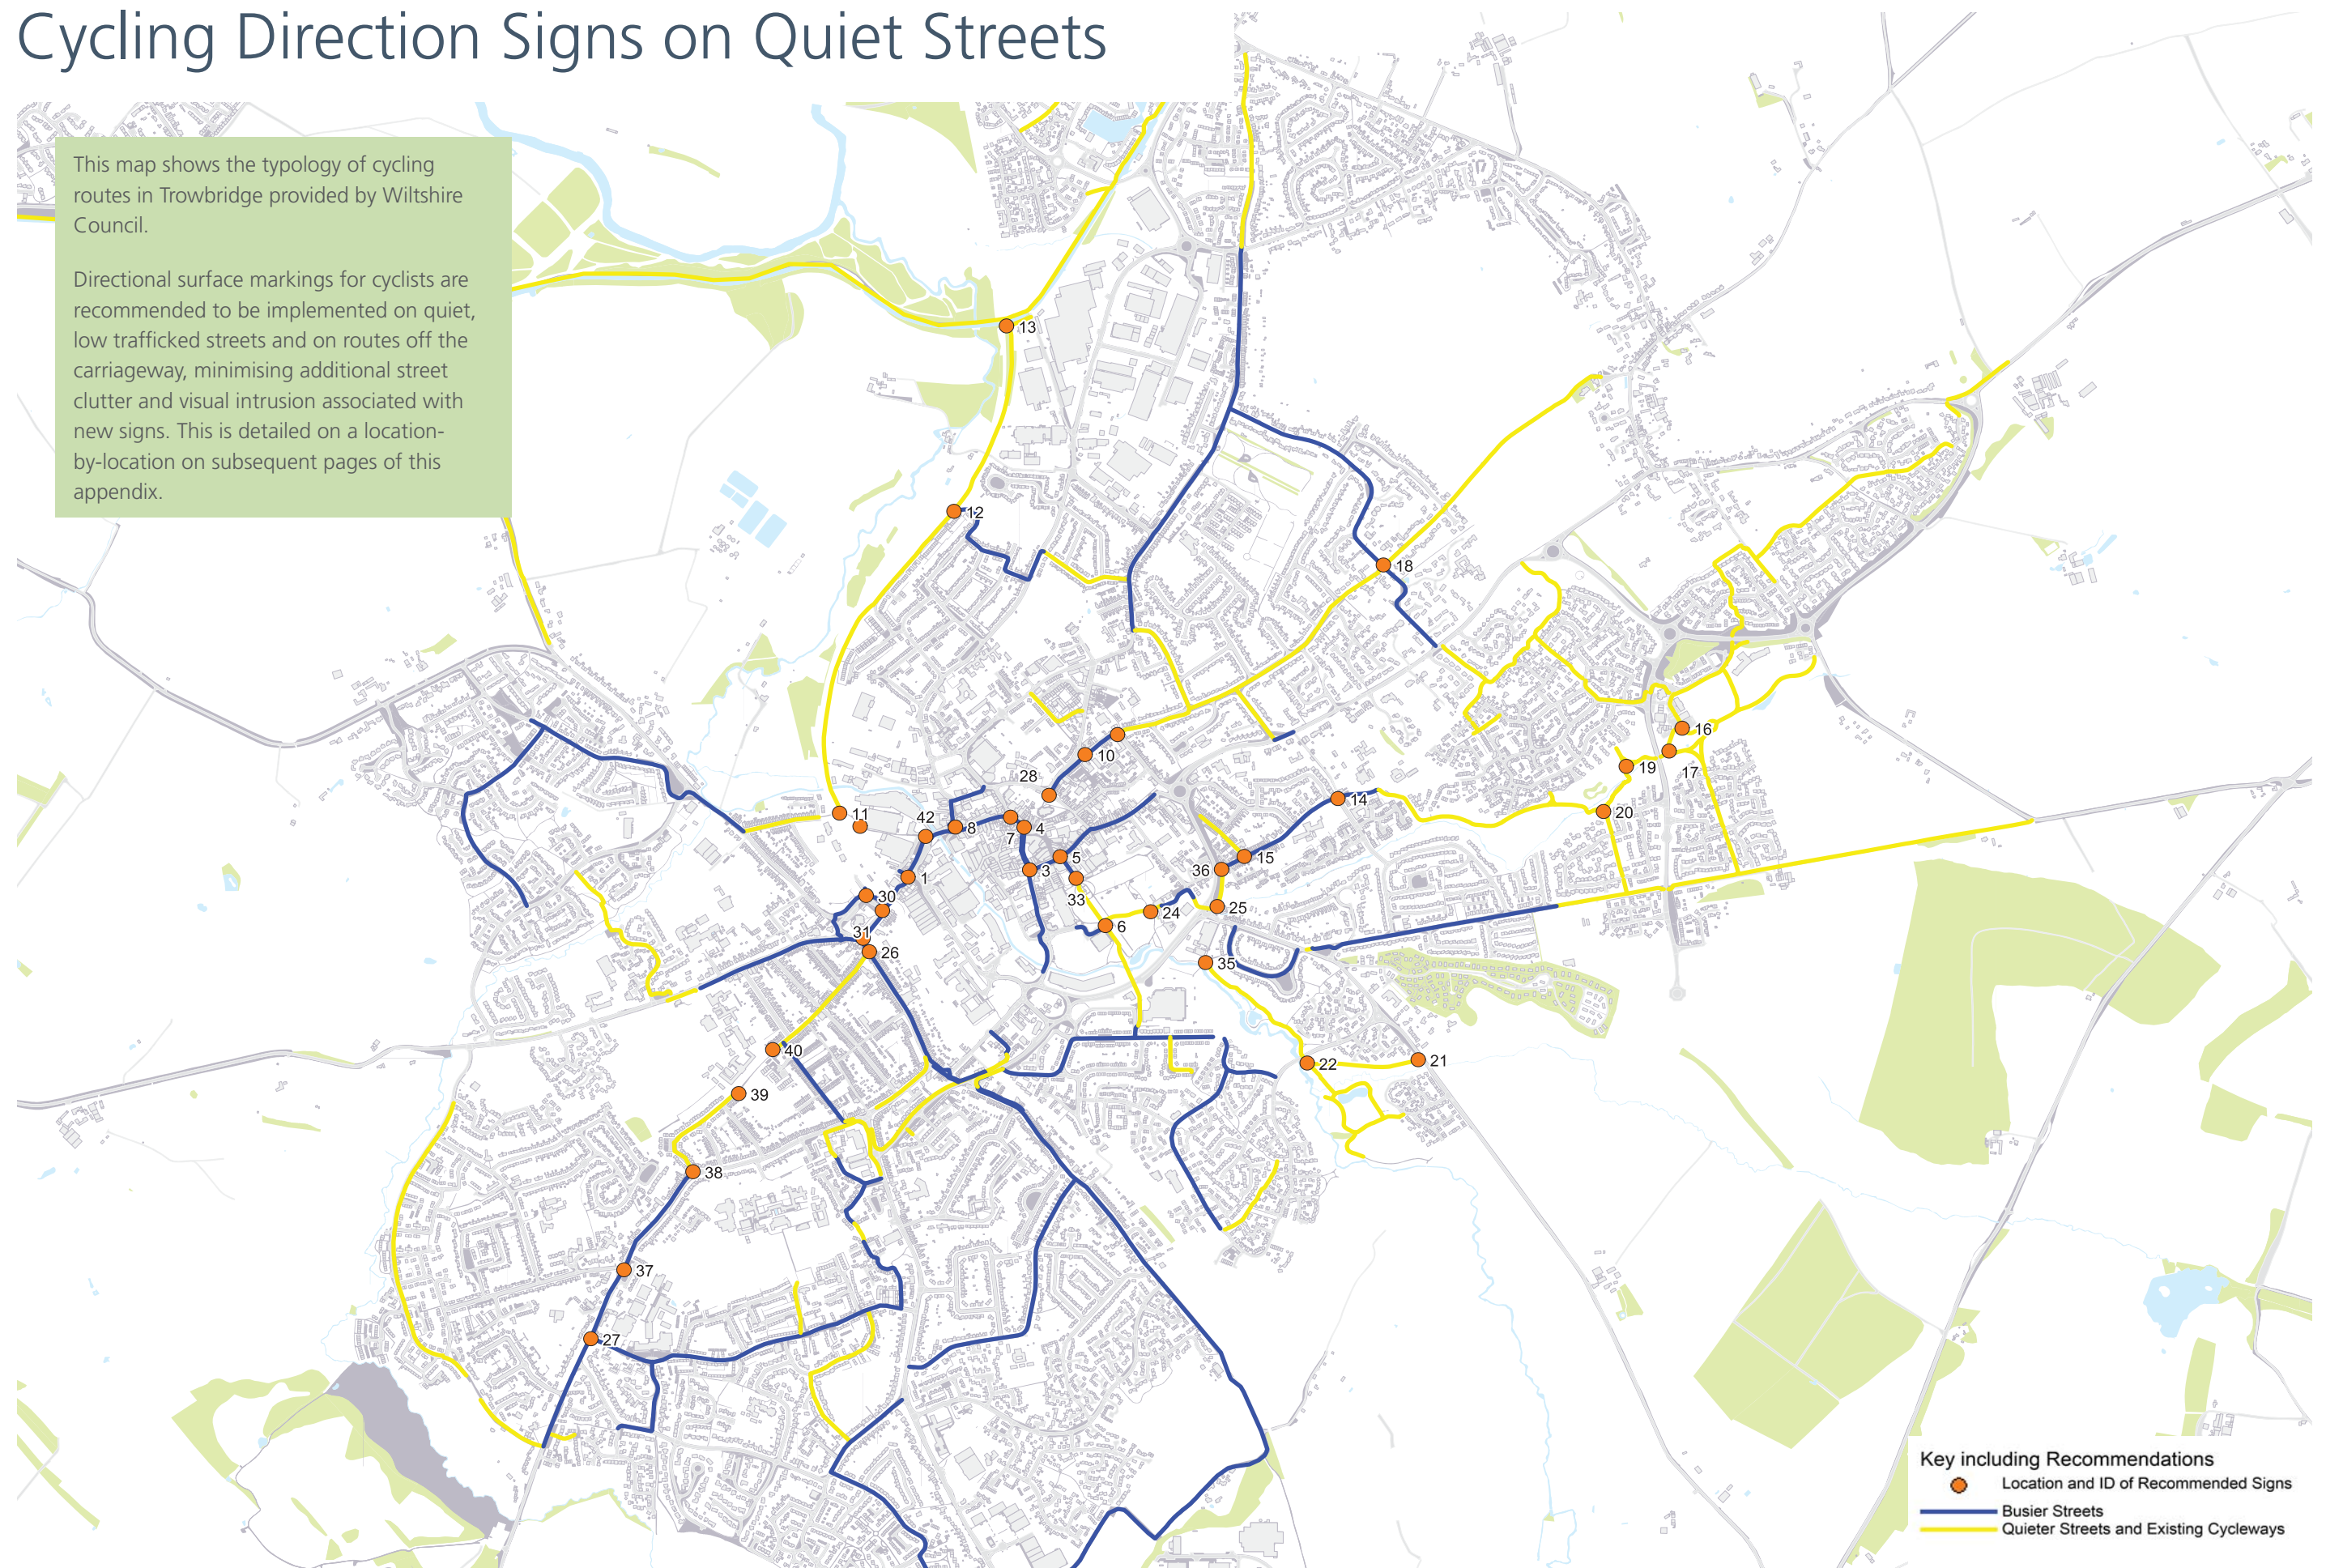 Cycling Direction Signs on Quiet Streets
This map shows the typology of cycling
routes in Trowbridge provided by Wiltshire
Council.
Directional surface markings for cyclists are
recommended to be implemented on quiet,
low trafficked streets and on routes off the
carriageway, minimising additional street
clutter and visual intrusion associated with
new signs. This is detailed on a location-
by-location on subsequent pages of this
appendix.
13
12
18
16
10
17
19
28
14
11
20
42
8
4
7
5
15
3
36
1
33
30
24
25
6
31
26
35
40
22
21
39
38
37
27
Key including Recommendations
Location and ID of Recommended Signs
Busier Streets
Quieter Streets and Existing Cycleways